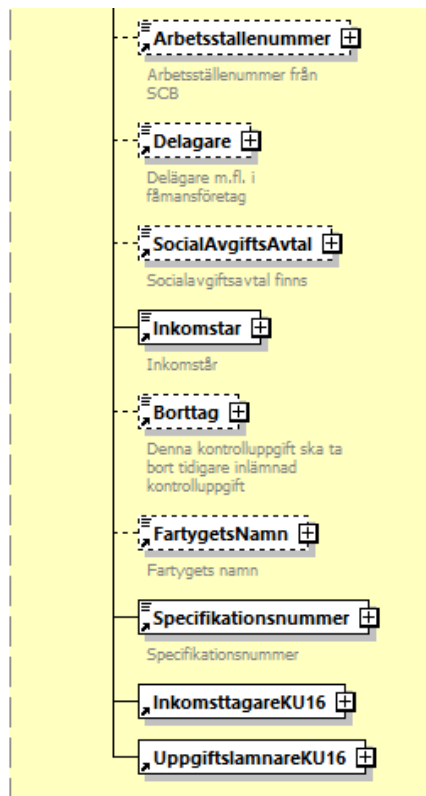 Arbetsstallenummer
Arbetsställenummer från
SCB
Delagare
Delägare m.fl. i
fåmansföretag
SocialAvgiftsAvtal
Socialavgiftsavtal finns
Inkomstar
Inkomstår
Borttag
Denna kontrolluppgift ska ta
bort tidigare inlämnad
kontrolluppgift
FartygetsNamn
Fartygets namn
Specifikationsnummer
Specifikationsnummer
InkomsttagareKU16
UppgiftslamnareKU16